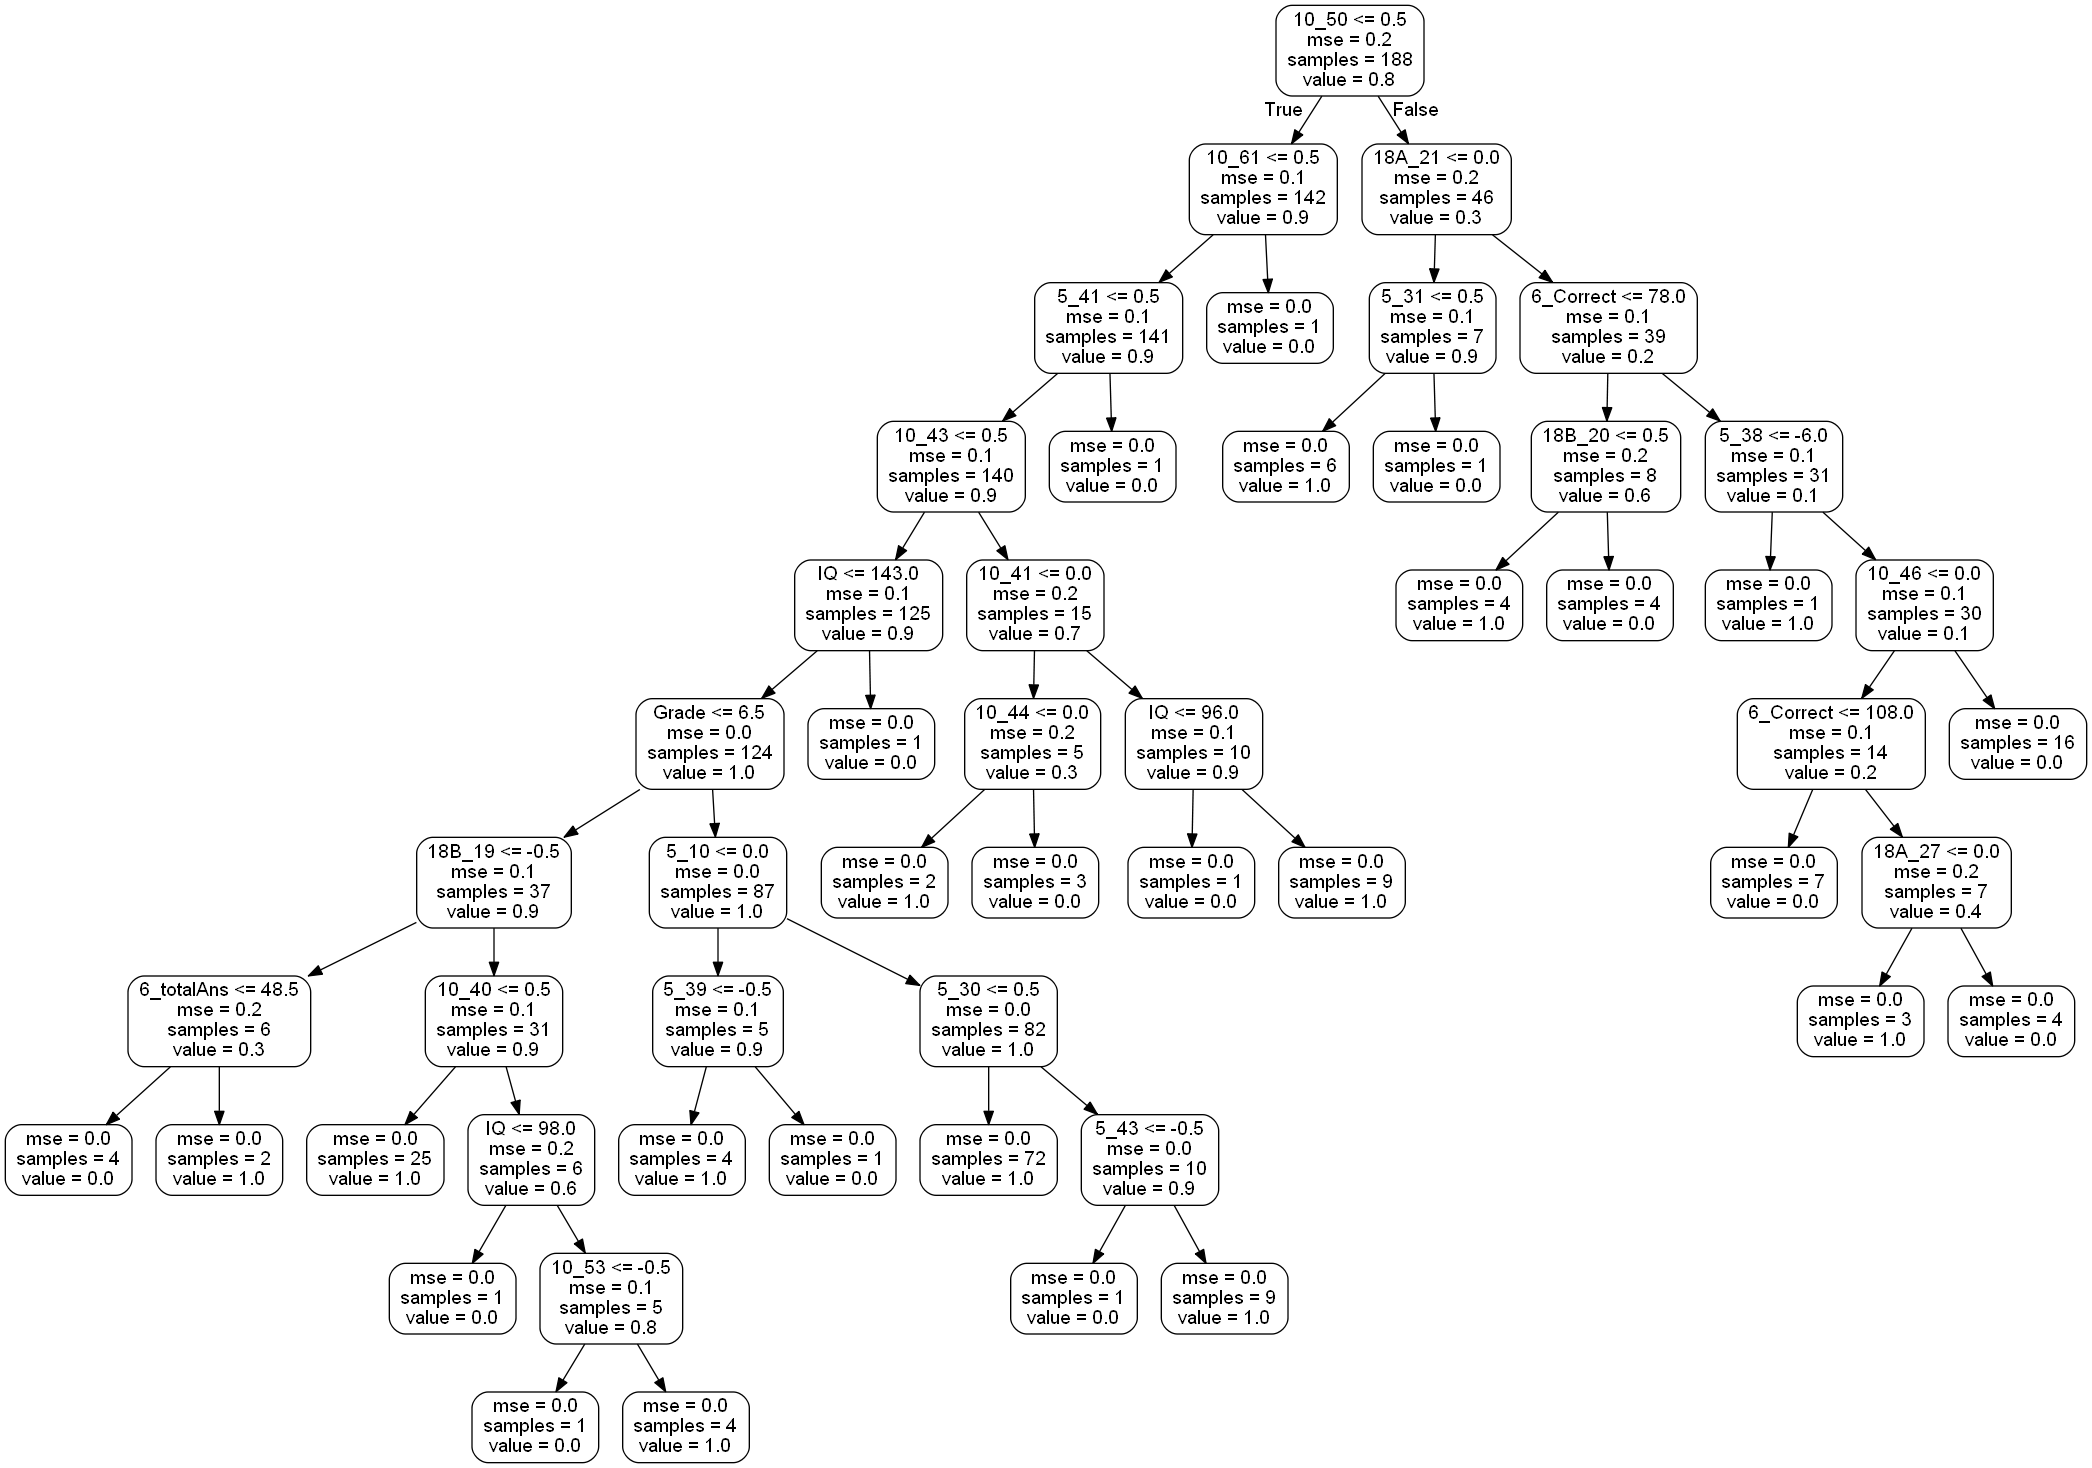 10_50 <= 0.5
mse = 0.2
samples = 188
value = 0.8
True
False
10_61 <= 0.5
mse = 0.1
samples = 142
value = 0.9
18A_21 <= 0.0
mse = 0.2
samples = 46
value = 0.3
5_41 <= 0.5
mse = 0.1
samples = 141
value = 0.9
mse = 0.0
samples = 1
value = 0.0
5_31 <= 0.5
mse = 0.1
samples = 7
value = 0.9
6_Correct <= 78.0
mse = 0.1
samples = 39
value = 0.2
10_43 <= 0.5
mse = 0.1
samples = 140
value = 0.9
mse = 0.0
samples = 1
value = 0.0
mse = 0.0
samples = 6
value = 1.0
mse = 0.0
samples = 1
value = 0.0
18B_20 <= 0.5
mse = 0.2
samples = 8
value = 0.6
5_38 <= -6.0
mse = 0.1
samples = 31
value = 0.1
IQ <= 143.0
mse = 0.1
samples = 125
value = 0.9
10_41 <= 0.0
mse = 0.2
samples = 15
value = 0.7
mse = 0.0
samples = 4
value = 1.0
mse = 0.0
samples = 4
value = 0.0
mse = 0.0
samples = 1
value = 1.0
10_46 <= 0.0
mse = 0.1
samples = 30
value = 0.1
Grade <= 6.5
mse = 0.0
samples = 124
value = 1.0
mse = 0.0
samples = 1
value = 0.0
10_44 <= 0.0
mse = 0.2
samples = 5
value = 0.3
IQ <= 96.0
mse = 0.1
samples = 10
value = 0.9
6_Correct <= 108.0
mse = 0.1
samples = 14
value = 0.2
mse = 0.0
samples = 16
value = 0.0
18B_19 <= -0.5
mse = 0.1
samples = 37
value = 0.9
5_10 <= 0.0
mse = 0.0
samples = 87
value = 1.0
mse = 0.0
samples = 2
value = 1.0
mse = 0.0
samples = 3
value = 0.0
mse = 0.0
samples = 1
value = 0.0
mse = 0.0
samples = 9
value = 1.0
mse = 0.0
samples = 7
value = 0.0
18A_27 <= 0.0
mse = 0.2
samples = 7
value = 0.4
6_totalAns <= 48.5
mse = 0.2
samples = 6
value = 0.3
10_40 <= 0.5
mse = 0.1
samples = 31
value = 0.9
5_39 <= -0.5
mse = 0.1
samples = 5
value = 0.9
5_30 <= 0.5
mse = 0.0
samples = 82
value = 1.0
mse = 0.0
samples = 3
value = 1.0
mse = 0.0
samples = 4
value = 0.0
mse = 0.0
samples = 4
value = 0.0
mse = 0.0
samples = 2
value = 1.0
mse = 0.0
samples = 25
value = 1.0
IQ <= 98.0
mse = 0.2
samples = 6
value = 0.6
mse = 0.0
samples = 4
value = 1.0
mse = 0.0
samples = 1
value = 0.0
mse = 0.0
samples = 72
value = 1.0
5_43 <= -0.5
mse = 0.0
samples = 10
value = 0.9
mse = 0.0
samples = 1
value = 0.0
10_53 <= -0.5
mse = 0.1
samples = 5
value = 0.8
mse = 0.0
samples = 1
value = 0.0
mse = 0.0
samples = 9
value = 1.0
mse = 0.0
samples = 1
value = 0.0
mse = 0.0
samples = 4
value = 1.0